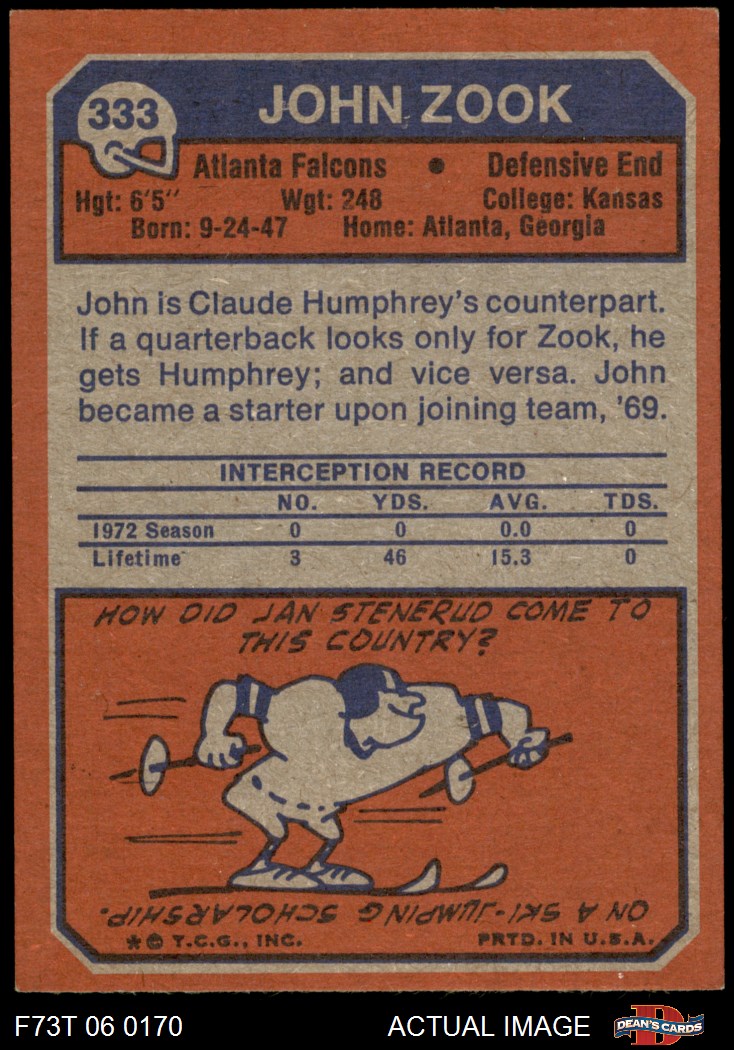 333
JOHN ZOOK
Atlanta Falcons • Defensive End
Hgt: 6'5" Wgt: 248 College: Kansas
Born: 9-24-47 Home: Atlanta, Georgia
John is Claude Humphrey's counterpart.
If a quarterback looks only for Zook, he
gets Humphrey; and vice versa. John
became a starter upon joining team, '69.
INTERCEPTION RECORD
NO. YDS. AVG. TDS.
1972 Season 0 0 0.0 0
Lifetime 3 46 15.3 0
HOW DID JAN STENERUD COME TO
THIS COUNTRY?
ON A SKI-JUMPING
SCHOLARSHIP.
* © T.C.G., INC. PRTD. IN U.S.A.
F73T 06 0170 ACTUAL IMAGE
D
DEAN'S CARDS